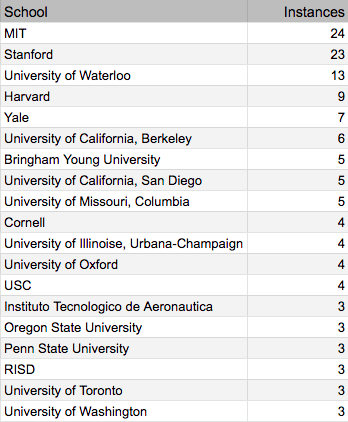 School Instances
MIT 24
Stanford 23
University of Waterloo 13
Harvard 9
Yale 7
University of California, Berkeley 6
Bringham Young University 5
University of California, San Diego 5
University of Missouri, Columbia 5
Cornell 4
University of Illinoise, Urbana-Champaign 4
University of Oxford 4
USC 4
Instituto Tecnologico de Aeronautica 3
Oregon State University 3
Penn State University 3
RISD 3
University of Toronto 3
University of Washington 3